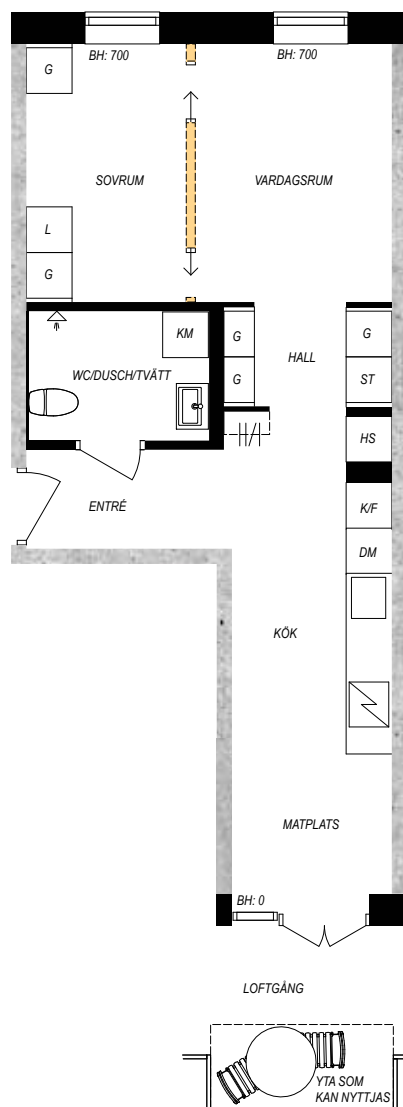 BH: 700
BH: 700
G
SOVRUM
VARDAGSRUM
L
G
KM
G
G
HALL
G
ST
WC/DUSCH/TVÄTT
HS
ENTRÉ
K/F
DM
KÖK
MATPLATS
BH: 0
LOFTGÅNG
YTA SOM
KAN NYTTJAS